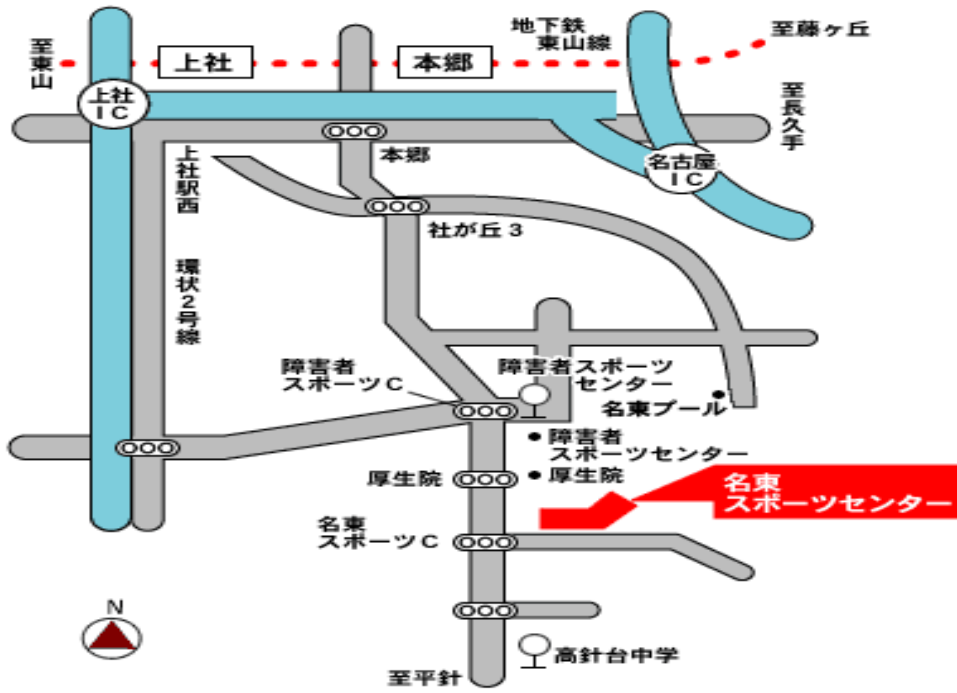 至東山
上社
本郷
地下鉄
東山線
至藤ヶ丘
上社
IC
至長久手
本郷
上社駅西
名古屋
IC
社が丘3
環状2号線
障害者
スポーツC
障害者スポーツ
センター
名東プール
障害者
スポーツセンター
厚生院
厚生院
名東
スポーツセンター
名東
スポーツC
N
高針台中学
至平針